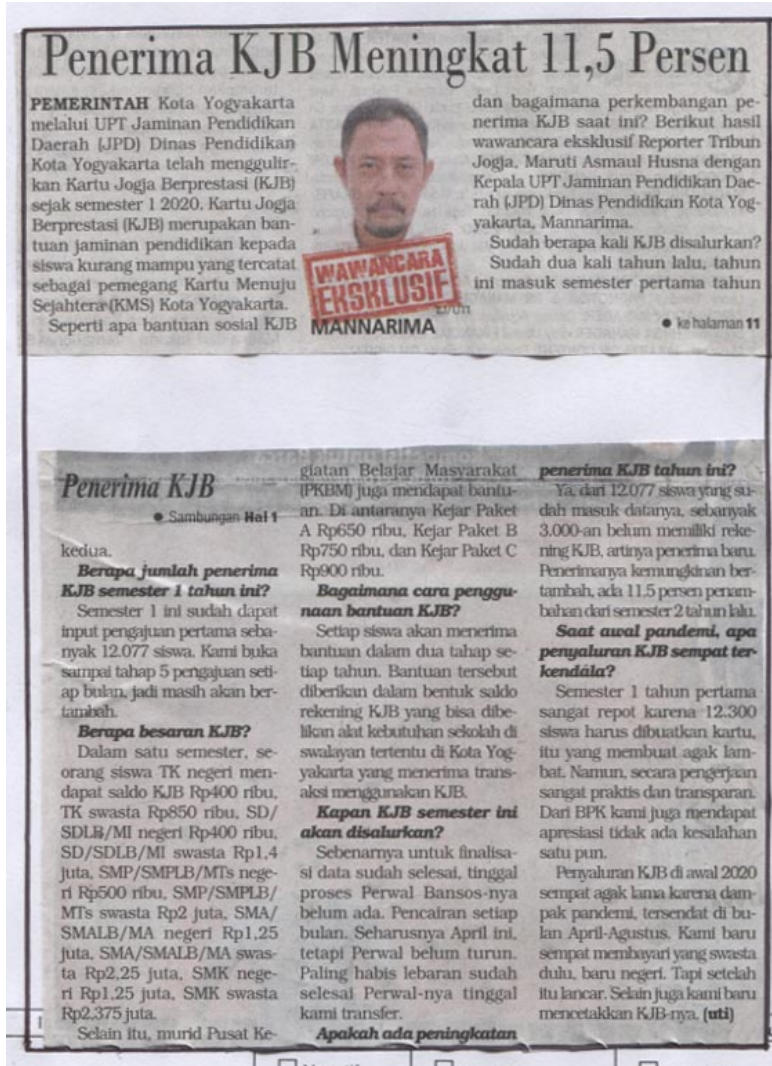 Penerima KJB Meningkat 11,5 Persen
PEMERINTAH Kota Yogyakarta
melalui UPT Jaminan Pendidikan
Daerah (JPD) Dinas Pendidikan
Kota Yogyakarta telah menggulir-
kan Kartu Jogja Berprestasi (KJB)
sejak semester 1 2020. Kartu Jogja
Berprestasi (KJB) merupakan ban-
tuan jaminan pendidikan kepada
siswa kurang mampu yang tercatat
sebagai pemegang Kartu Menuju
Sejahtera (KMS) Kota Yogyakarta.
Seperti apa bantuan sosial KJB
WAWANCARA
EKSKLUSIF
MANNARIMA
dan bagaimana perkembangan pe-
nerima KJB saat ini? Berikut hasil
wawancara eksklusif Reporter Tribun
Jogja, Maruti Asmaul Husna dengan
Kepala UPT Jaminan Pendidikan Dae-
rah (JPD) Dinas Pendidikan Kota Yog-
yakarta, Mannarima.
Sudah berapa kali KJB disalurkan?
Sudah dua kali tahun lalu, tahun
ini masuk semester pertama tahun
● ke halaman 11
Penerima KJB
● Sambungan Hal 1
kedua.
Berapa jumlah penerima
KJB semester 1 tahun ini?
Semester 1 ini sudah dapat
input pengajuan pertama seba-
nyak 12.077 siswa. Kami buka
sampai tahap 5 pengajuan seti-
ap bulan, jadi masih akan ber-
tambah.
Berapa besaran KJB?
Dalam satu semester, se-
orang siswa TK negeri men-
dapat saldo KJB Rp400 ribu,
TK swasta Rp850 ribu, SD/
SDLB/MI negeri Rp400 ribu,
SD/SDLB/MI swasta Rp1,4
juta, SMP/SMPLB/MTs nege-
ri Rp500 ribu, SMP/SMPLB/
MTs swasta Rp2 juta, SMA/
SMALB/MA negeri Rp1,25
juta, SMA/SMALB/MA swas-
ta Rp2,25 juta, SMK nege-
ri Rp1,25 juta, SMK swasta
Rp2,375 juta.
Selain itu, murid Pusat Ke-
giatan Belajar Masyarakat
(PKBM) juga mendapat bantu-
an. Di antaranya Kejar Paket
A Rp650 ribu, Kejar Paket B
Rp750 ribu, dan Kejar Paket C
Rp900 ribu.
Bagaimana cara penggu-
naan bantuan KJB?
Setiap siswa akan menerima
bantuan dalam dua tahap se-
tiap tahun. Bantuan tersebut
diberikan dalam bentuk saldo
rekening KJB yang bisa dibe-
likan alat kebutuhan sekolah di
swalayan tertentu di Kota Yog-
yakarta yang menerima trans-
aksi menggunakan KJB.
Kapan KJB semester ini
akan disalurkan?
Sebenarnya untuk finalisa-
si data sudah selesai, tinggal
proses Perwal Bansos-nya
belum ada. Pencairan setiap
bulan. Seharusnya April ini,
tetapi Perwal belum turun.
Paling habis lebaran sudah
selesai Perwal-nya tinggal
kami transfer.
Apakah ada peningkatan
penerima KJB tahun ini?
Ya, dari 12.077 siswa yang su-
dah masuk datanya, sebanyak
3.000-an belum memiliki reke-
ning KJB, artinya penerima baru.
Penerimanya kemungkinan ber-
tambah, ada 11,5 persen penam-
bahan dari semester 2 tahun lalu.
Saat awal pandemi, apa
penyaluran KJB sempat ter-
kendala?
Semester 1 tahun pertama
sangat repot karena 12.300
siswa harus dibuatkan kartu,
itu yang membuat agak lam-
bat. Namun, secara pengerjaan
sangat praktis dan transparan.
Dari BPK kami juga mendapat
apresiasi tidak ada kesalahan
satu pun.
Penyaluran KJB di awal 2020
sempat agak lama karena dam-
pak pandemi, tersendat di bu-
lan April-Agustus. Kami baru
sempat membayari yang swasta
dulu, baru negeri. Tapi setelah
itu lancar. Selain juga kami baru
mencetakkan KJB-nya. (uti)